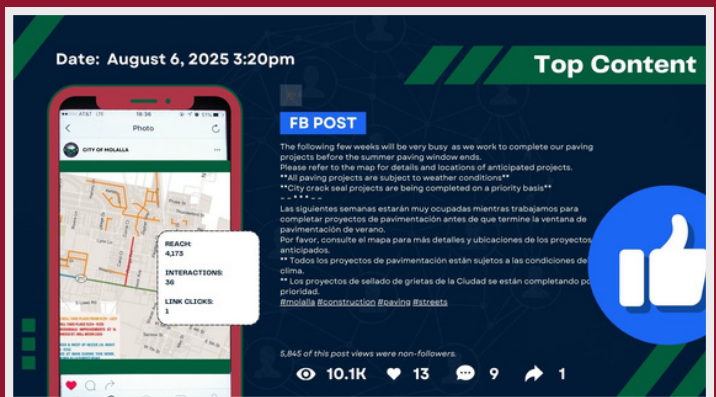 Date: August 6, 2025 3:20pm
Top Content
FB POST
The following few weeks will be very busy as we work to complete our paving
projects before the summer paving window ends.
Please refer to the map for details and locations of anticipated projects.
**All paving projects are subject to weather conditions**
**City crack seal projects are being completed on a priority basis**
Las siguientes semanas estarán muy ocupadas mientras trabajamos para
completar proyectos de pavimentación antes de que termine la ventana de
pavimentación de verano.
Por favor, consulte el mapa para más detalles y ubicaciones de los proyectos
anticipados.
** Todos los proyectos de pavimentación están sujetos a las condiciones del
clima.
** Los proyectos de sellado de grietas de la Ciudad se están completando po
prioridad.
#molalla #construction #paving #streets
5,845 of this post views were non-followers.
10.1K 13 9 1
AT&T LTE 18:36 51%
Photo
CITY OF MOLALLA
REACH:
4,173
INTERACTIONS:
36
LINK CLICKS:
1